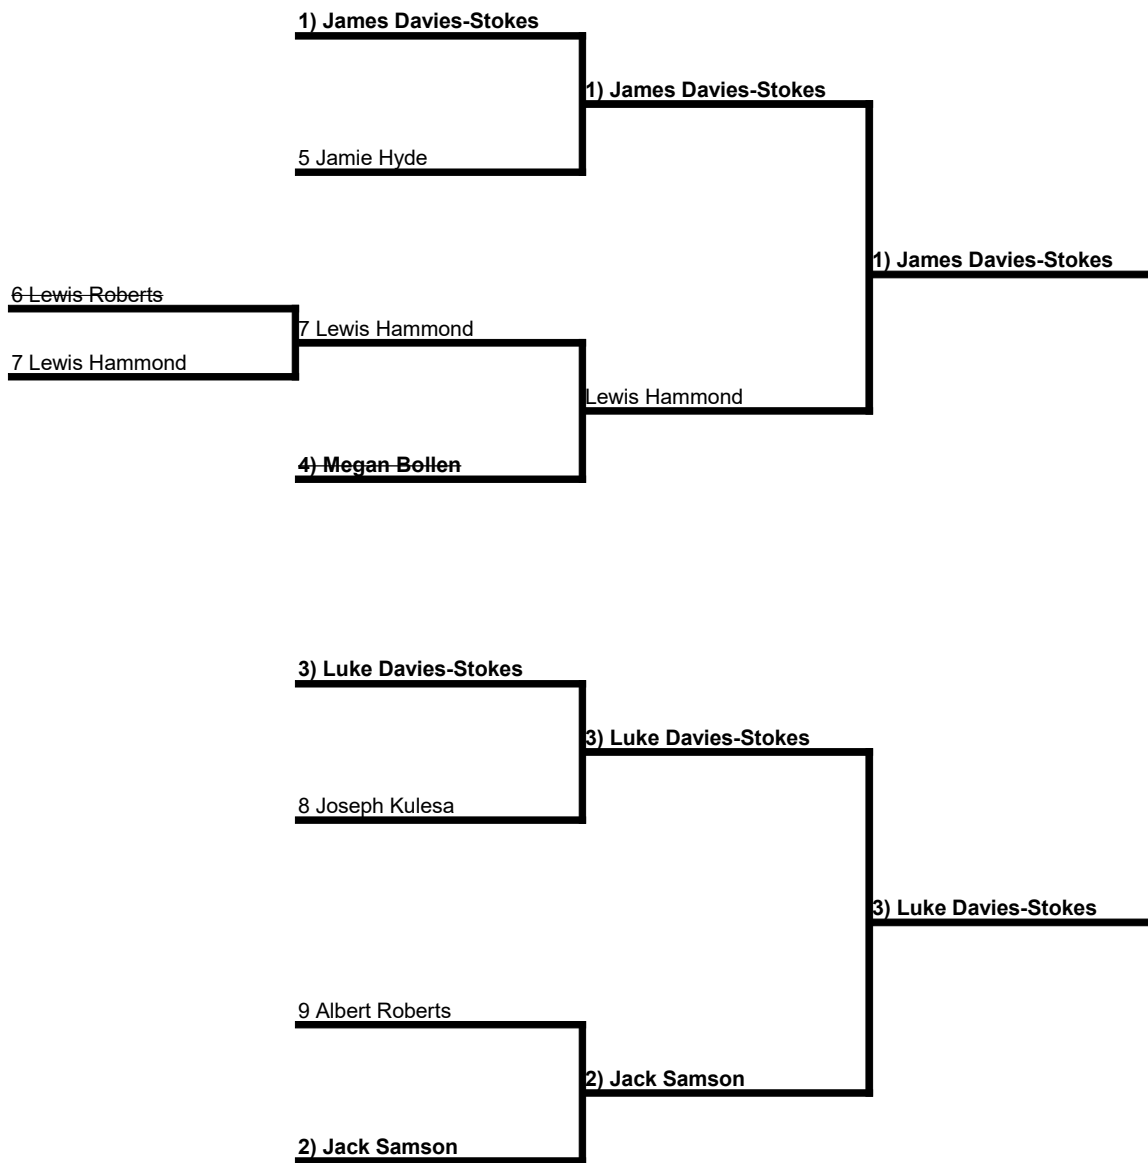 1) James Davies-Stokes
1) James Davies-Stokes
5 Jamie Hyde
1) James Davies-Stokes
6 Lewis Roberts
7 Lewis Hammond
7 Lewis Hammond
Lewis Hammond
4) Megan Bollen
3) Luke Davies-Stokes
3) Luke Davies-Stokes
8 Joseph Kulesa
3) Luke Davies-Stokes
9 Albert Roberts
2) Jack Samson
2) Jack Samson